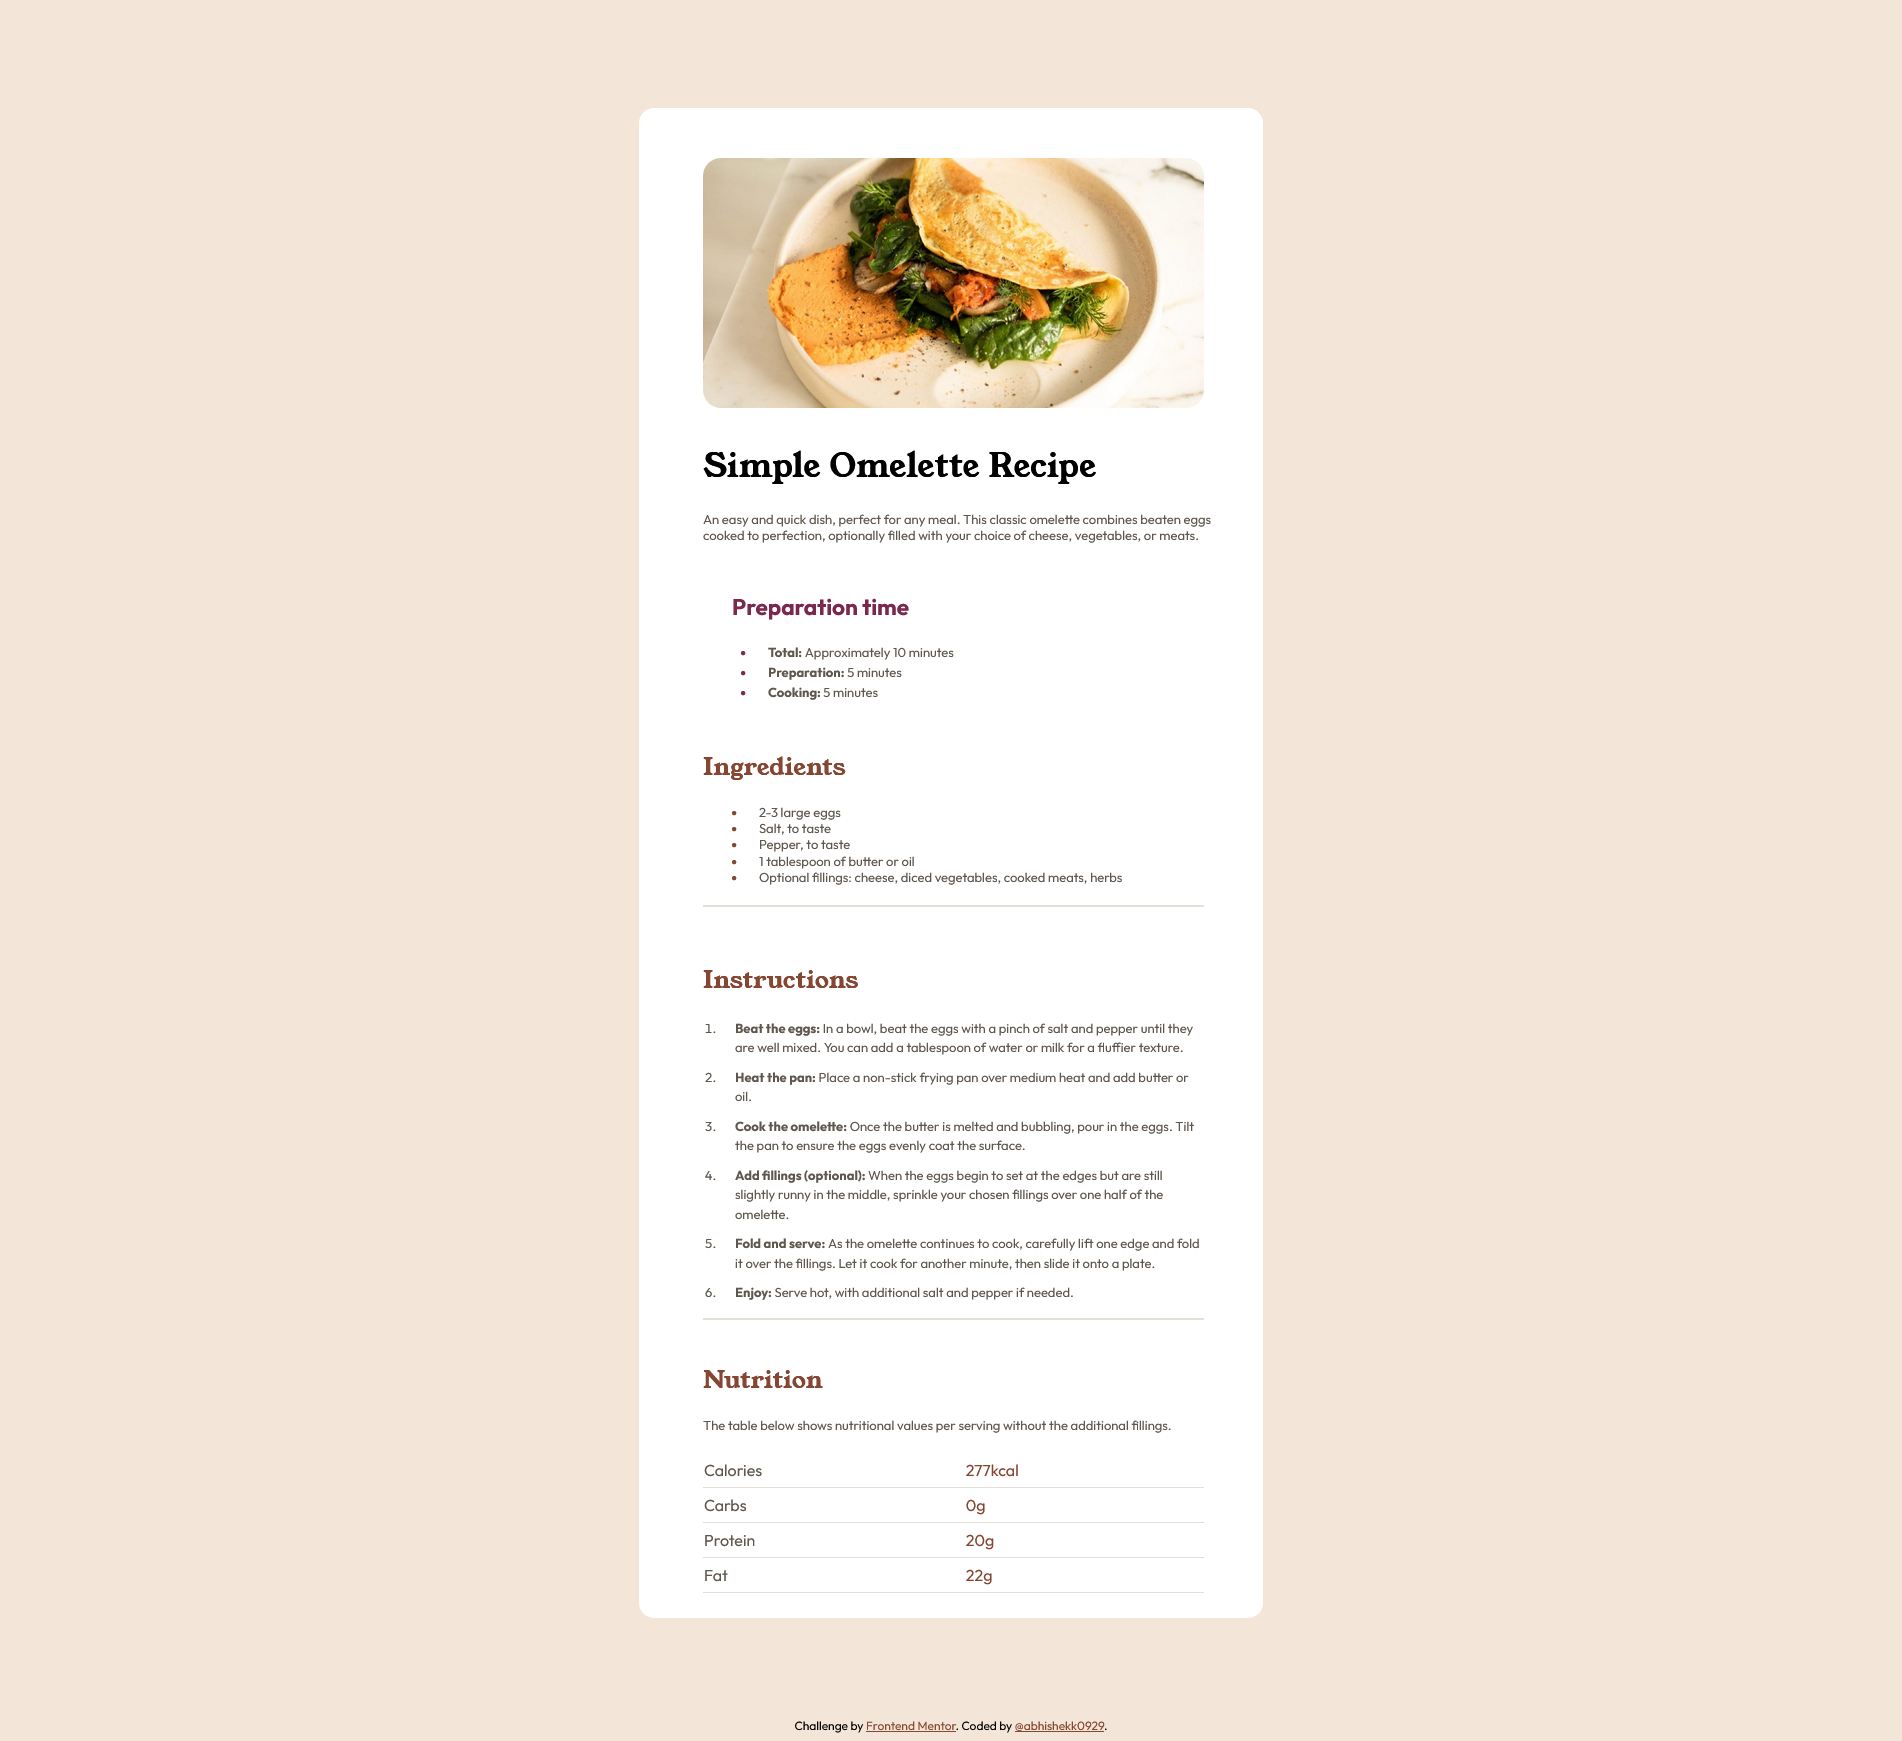 Simple Omelette Recipe
An easy and quick dish, perfect for any meal. This classic omelette combines beaten eggs
cooked to perfection, optionally filled with your choice of cheese, vegetables, or meats.
Preparation time
• Total: Approximately 10 minutes
• Preparation: 5 minutes
• Cooking: 5 minutes
Ingredients
• 2-3 large eggs
• Salt, to taste
• Pepper, to taste
• 1 tablespoon of butter or oil
• Optional fillings: cheese, diced vegetables, cooked meats, herbs
Instructions
1. Beat the eggs: In a bowl, beat the eggs with a pinch of salt and pepper until they
are well mixed. You can add a tablespoon of water or milk for a fluffier texture.
2. Heat the pan: Place a non-stick frying pan over medium heat and add butter or
oil.
3. Cook the omelette: Once the butter is melted and bubbling, pour in the eggs. Tilt
the pan to ensure the eggs evenly coat the surface.
4. Add fillings (optional): When the eggs begin to set at the edges but are still
slightly runny in the middle, sprinkle your chosen fillings over one half of the
omelette.
5. Fold and serve: As the omelette continues to cook, carefully lift one edge and fold
it over the fillings. Let it cook for another minute, then slide it onto a plate.
6. Enjoy: Serve hot, with additional salt and pepper if needed.
Nutrition
The table below shows nutritional values per serving without the additional fillings.
Calories 277kcal
Carbs 0g
Protein 20g
Fat 22g
Challenge by Frontend Mentor. Coded by @abhishekk0929.